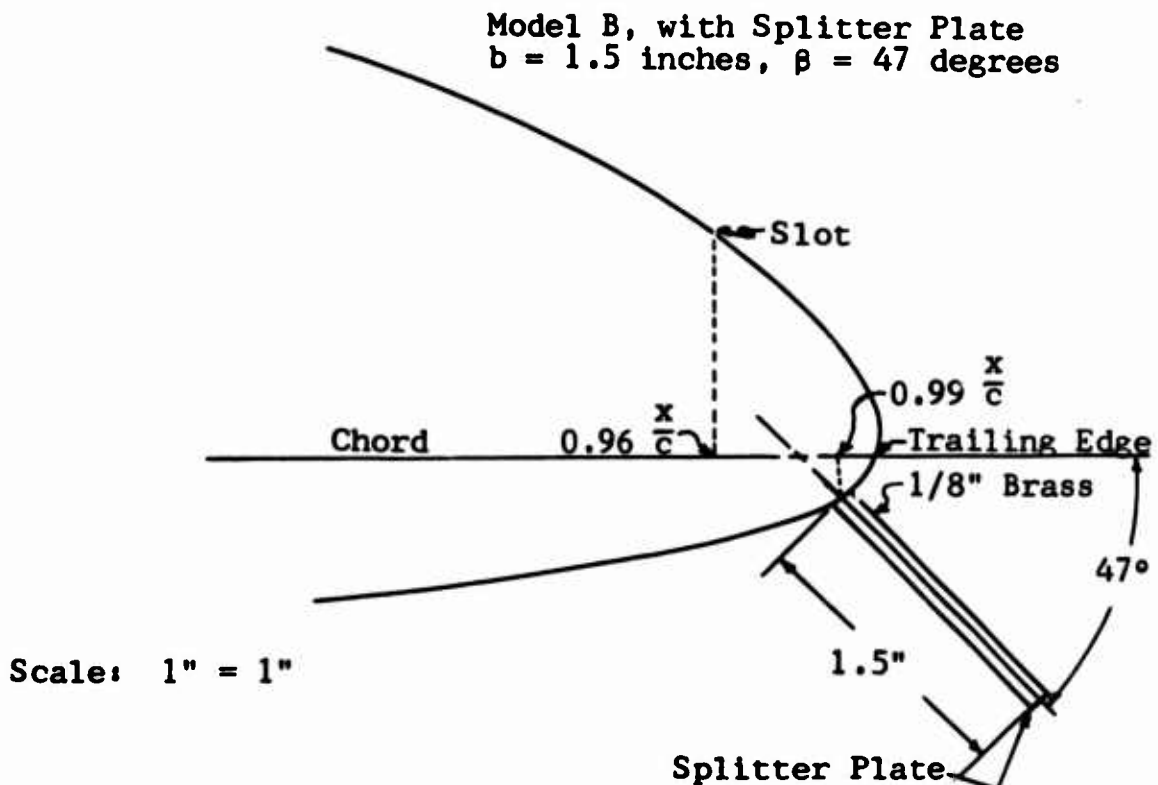 Model B, with Splitter Plate
b = 1.5 inches, β = 47 degrees
Slot
0.99 x/c
Chord
0.96 x/c
Trailing Edge
1/8" Brass
47°
1.5"
Scale: 1" = 1"
Splitter Plate